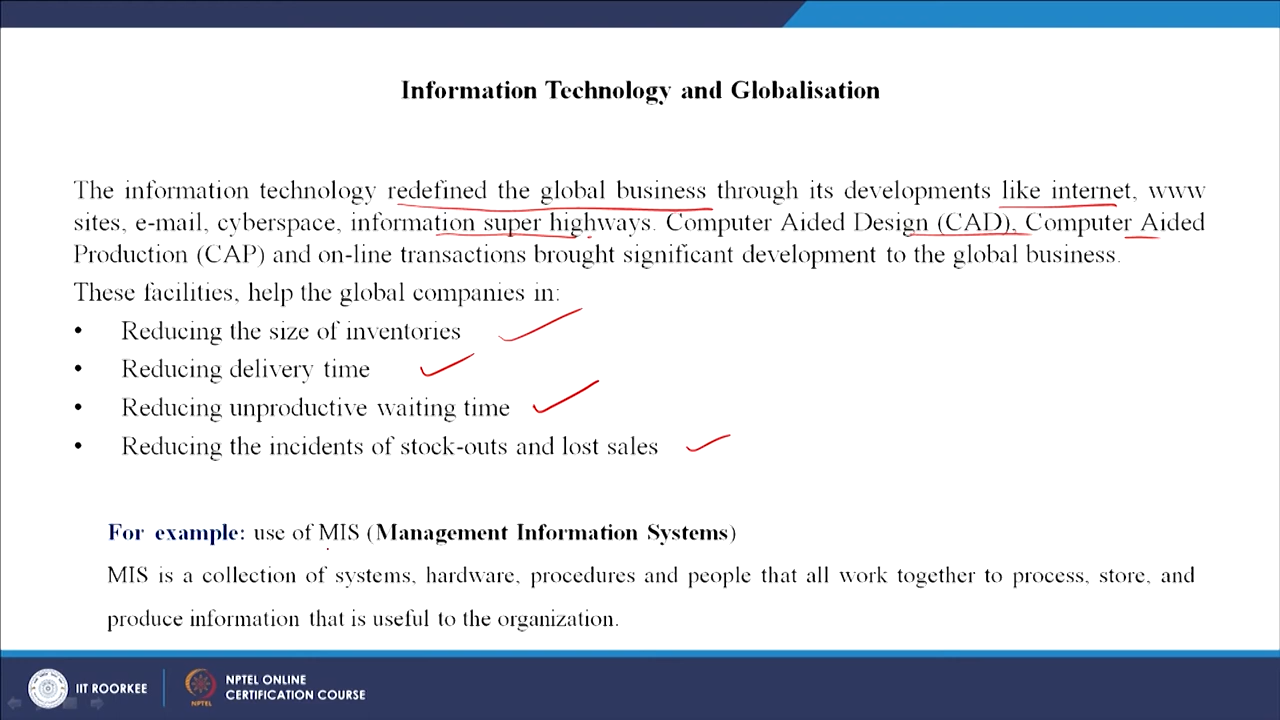 Information Technology and Globalisation
The information technology redefined the global business through its developments like internet, www
sites, e-mail, cyberspace, information super highways. Computer Aided Design (CAD), Computer Aided
Production (CAP) and on-line transactions brought significant development to the global business.
These facilities, help the global companies in:
• Reducing the size of inventories
• Reducing delivery time
• Reducing unproductive waiting time
• Reducing the incidents of stock-outs and lost sales
For example: use of MIS (Management Information Systems)
MIS is a collection of systems, hardware, procedures and people that all work together to process, store, and
produce information that is useful to the organization.
IIT ROORKEE
NPTEL
NPTEL ONLINE
CERTIFICATION COURSE